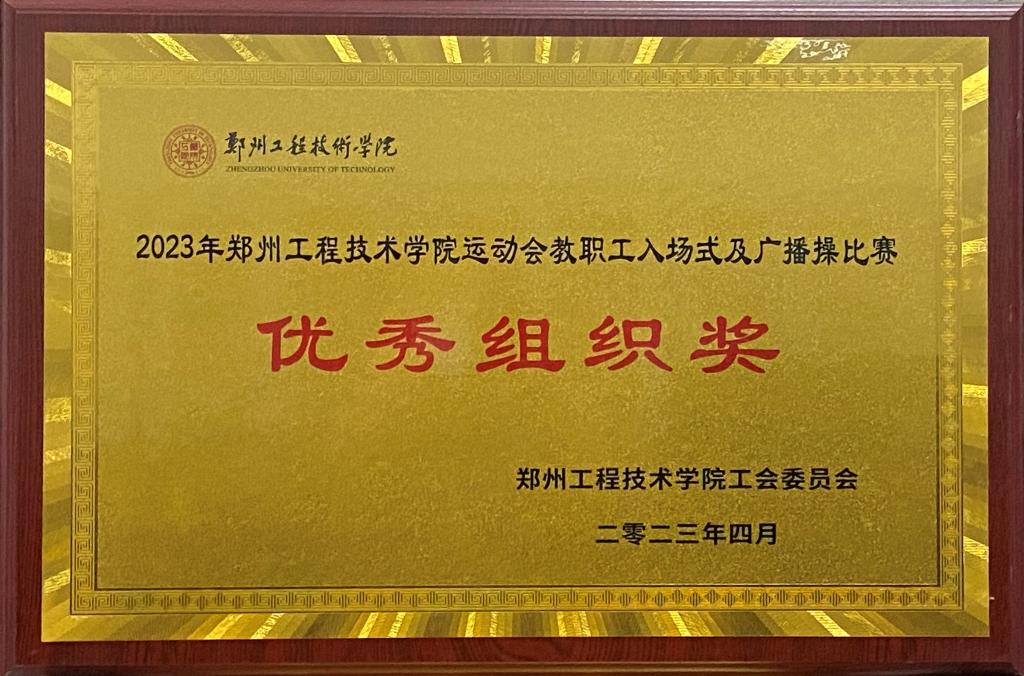 鄭州工程技術學院
ZHENGZHOU UNIVERSITY OF TECHNOLOGY
2023年郑州工程技术学院运动会教职工入场式及广播操比赛
优秀组织奖
郑州工程技术学院工会委员会
二零二三年四月